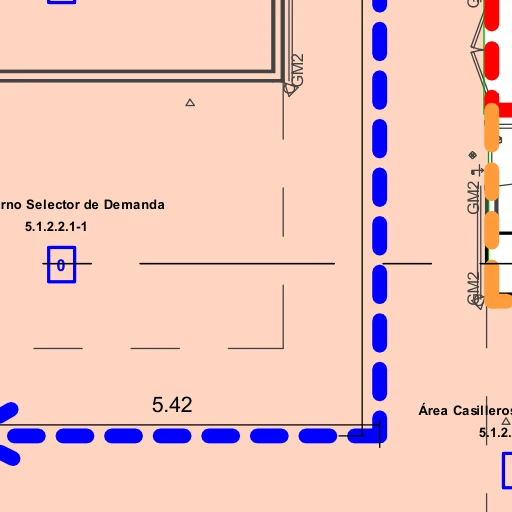 GM2
rno Selector de Demanda
5.1.2.2.1-1
GM2
0
GM2
5.42
Área Casilleros
5.1.2.